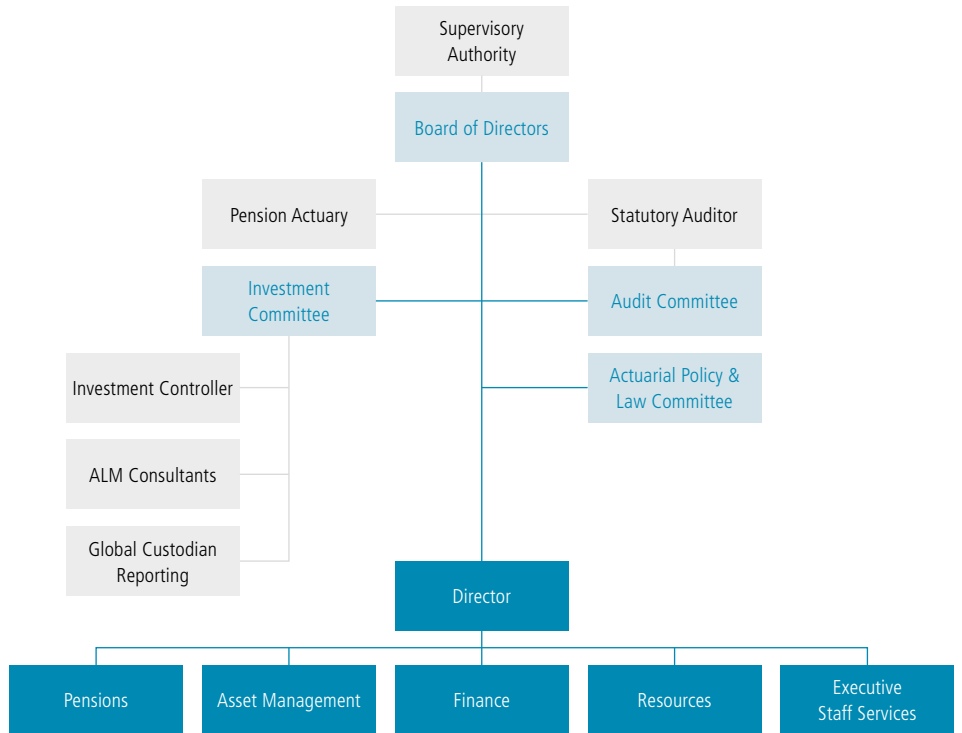 Supervisory
Authority
Board of Directors
Pension Actuary
Statutory Auditor
Investment
Committee
Audit Committee
Investment Controller
Actuarial Policy &
Law Committee
ALM Consultants
Global Custodian
Reporting
Director
Pensions
Asset Management
Finance
Resources
Executive
Staff Services